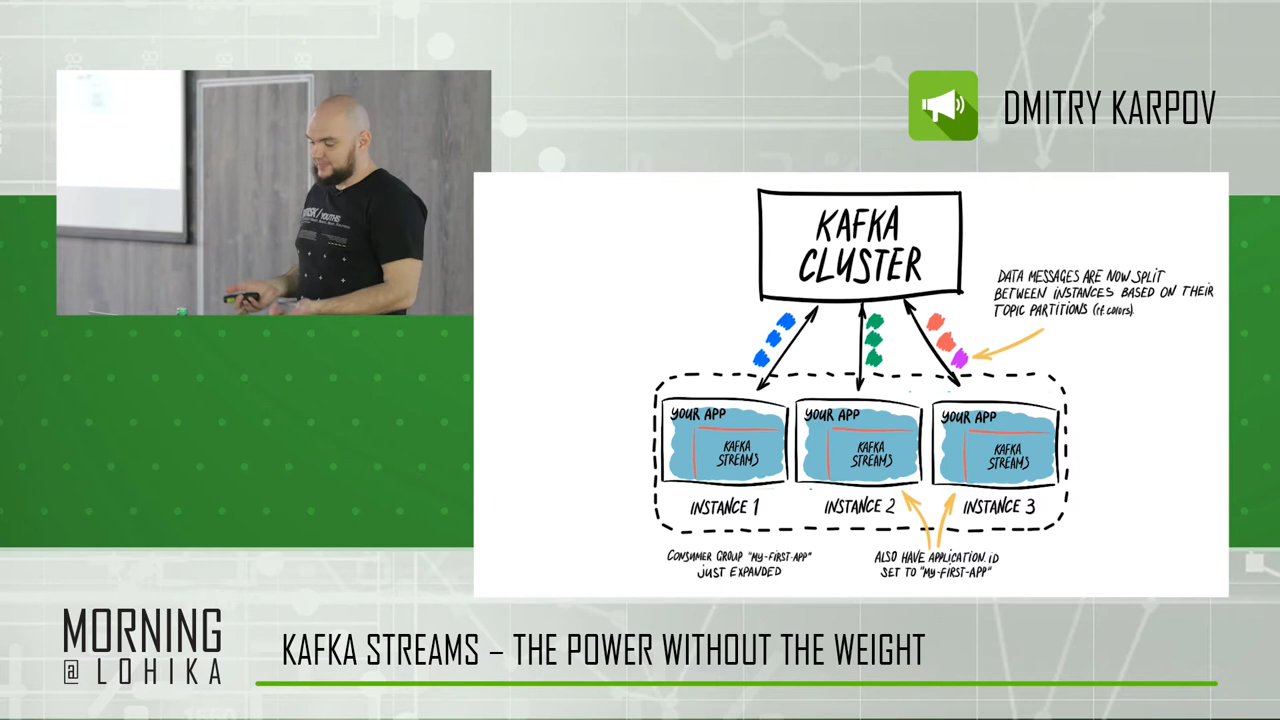 DMITRY KARPOV
KAFKA
CLUSTER
DATA MESSAGES ARE NOW SPLIT
BETWEEN INSTANCES BASED ON THEIR
TOPIC PARTITIONS (rf. colors).
YOUR APP
KAFKA
STREAMS
INSTANCE 1
YOUR APP
KAFKA
STREAMS
INSTANCE 2
YOUR APP
KAFKA
STREAMS
INSTANCE 3
CONSUMER GROUP "MY-FIRST-APP"
JUST EXPANDED
ALSO HAVE APPLICATION.ID
SET TO "MY-FIRST-APP"
MORNING
@ LOHIKA
KAFKA STREAMS – THE POWER WITHOUT THE WEIGHT